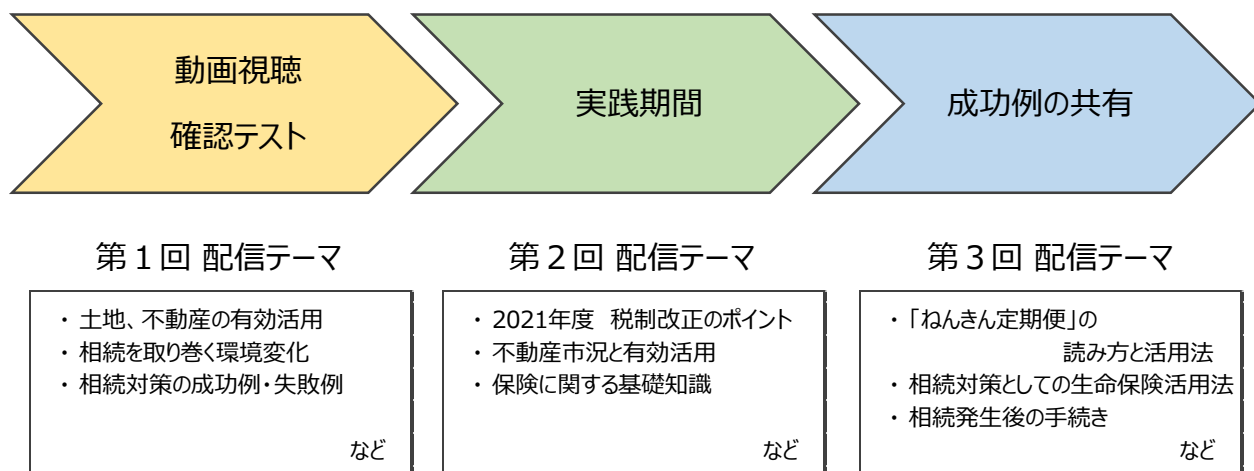 動画視聴
確認テスト
実践期間
成功例の共有
第１回 配信テーマ
・ 土地、不動産の有効活用
・ 相続を取り巻く環境変化
・ 相続対策の成功例・失敗例
など
第２回 配信テーマ
・ 2021年度　税制改正のポイント
・ 不動産市況と有効活用
・ 保険に関する基礎知識
など
第３回 配信テーマ
・ 「ねんきん定期便」の
読み方と活用法
・ 相続対策としての生命保険活用法
・ 相続発生後の手続き
など